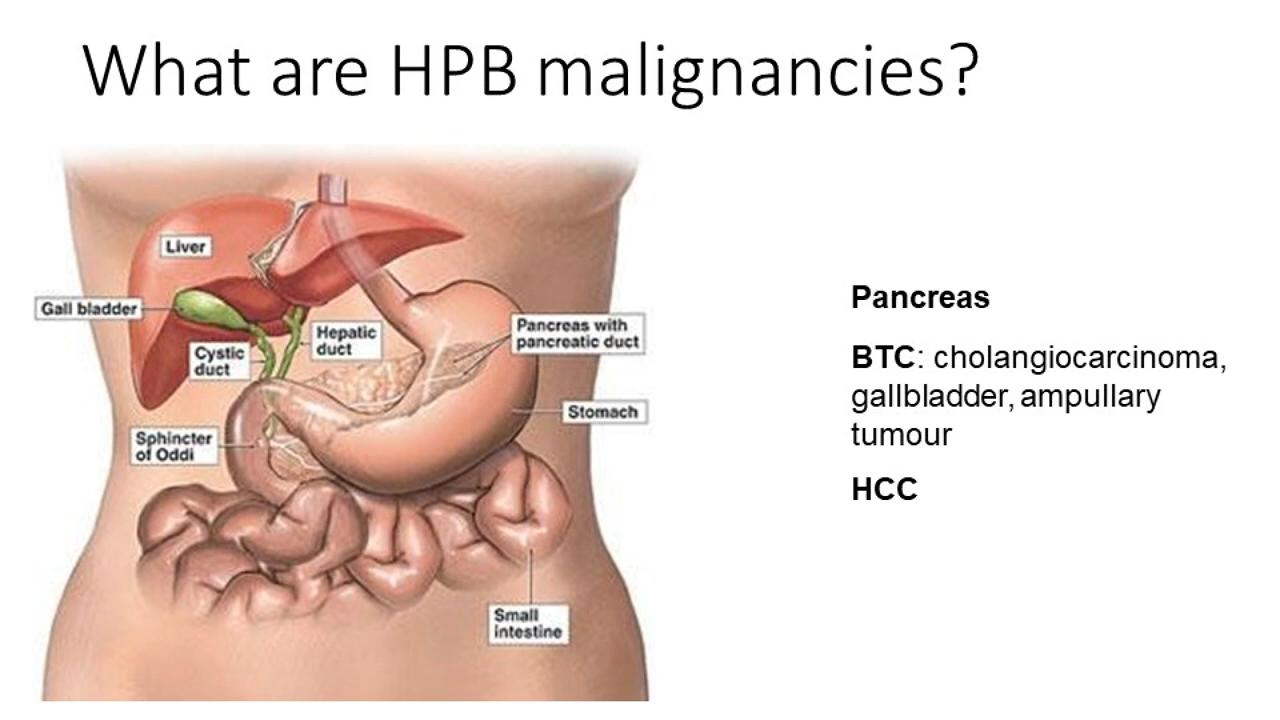 What are HPB malignancies?
Liver
Gall bladder
Cystic
duct
Hepatic
duct
Pancreas with
pancreatic duct
Stomach
Sphincter
of Oddi
Small
intestine
Pancreas
BTC: cholangiocarcinoma,
gallbladder, ampullary
tumour
HCC